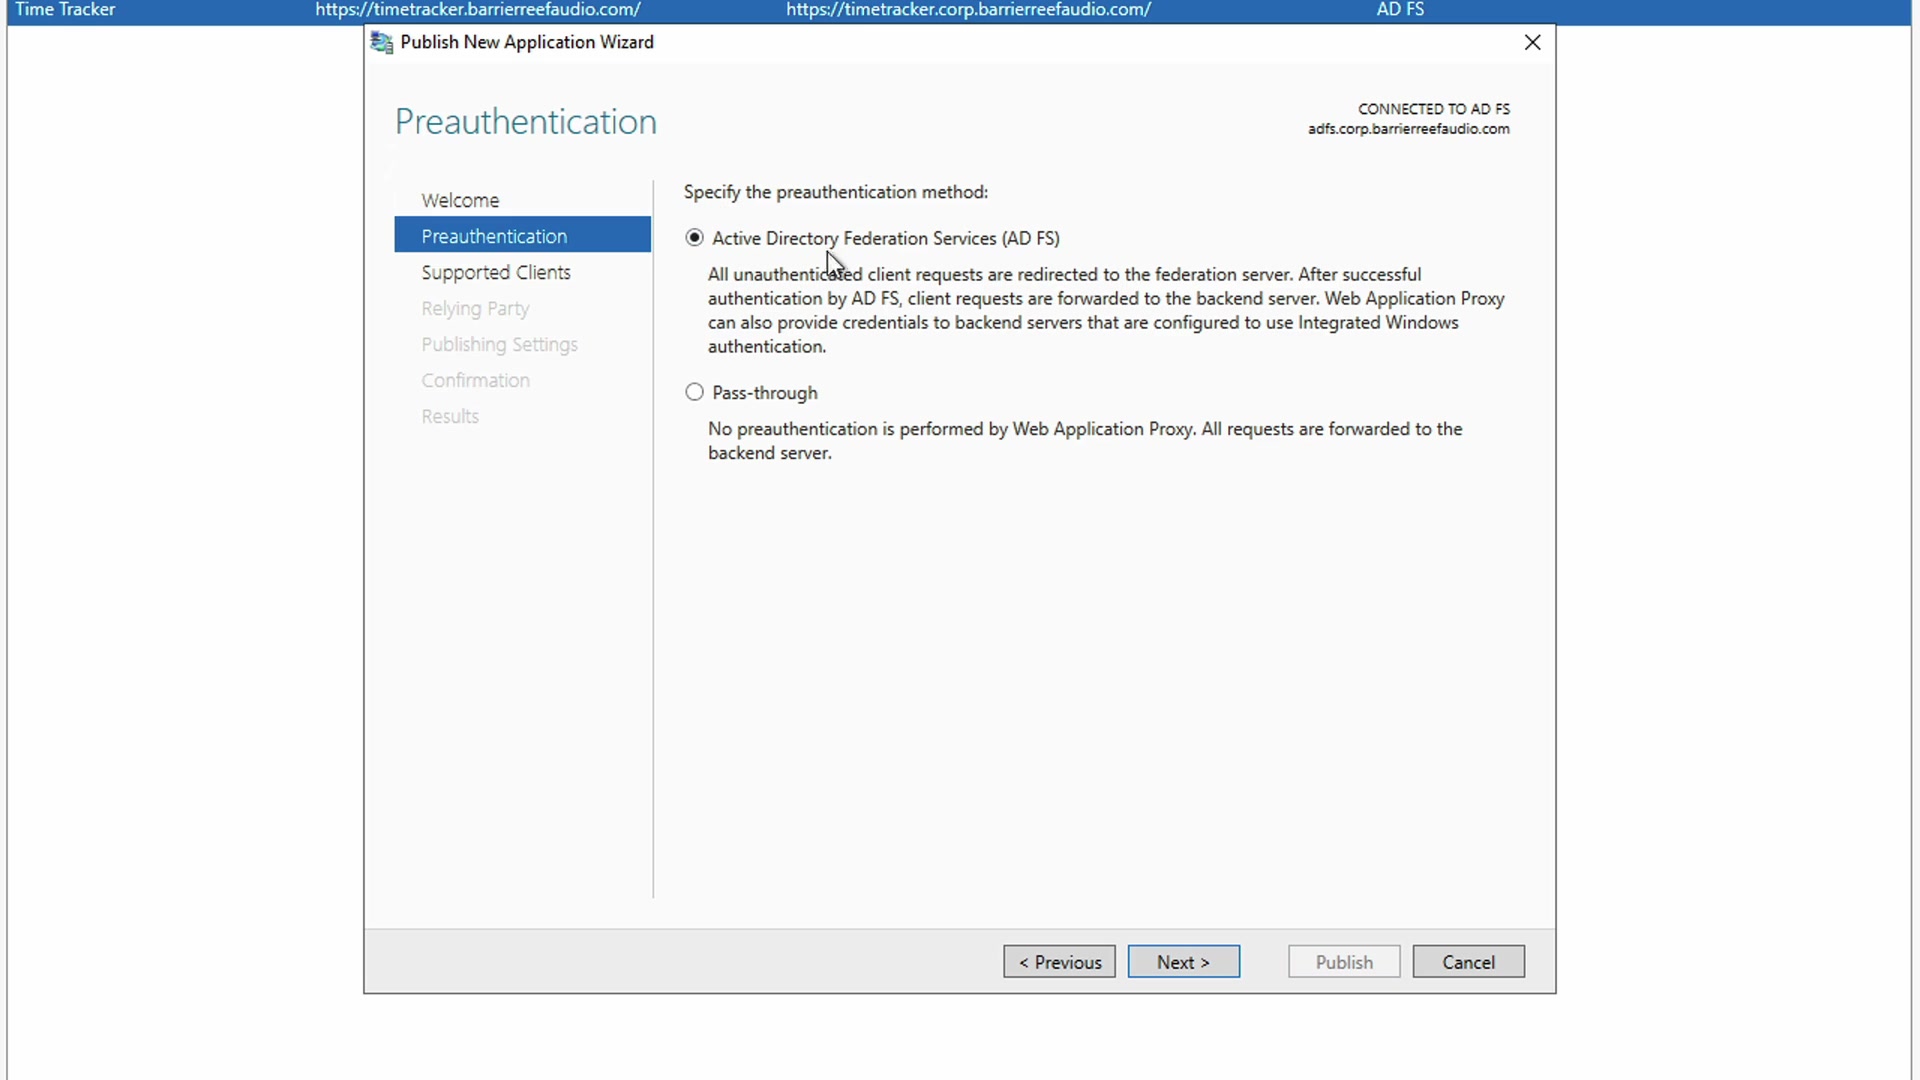 Time Tracker https://timetracker.barrierreefaudio.com/ https://timetracker.corp.barrierreefaudio.com/ AD FS
Publish New Application Wizard
Preauthentication
CONNECTED TO AD FS
adfs.corp.barrierreefaudio.com
Welcome
Preauthentication
Supported Clients
Relying Party
Publishing Settings
Confirmation
Results
Specify the preauthentication method:
Active Directory Federation Services (AD FS)
All unauthenticated client requests are redirected to the federation server. After successful
authentication by AD FS, client requests are forwarded to the backend server. Web Application Proxy
can also provide credentials to backend servers that are configured to use Integrated Windows
authentication.
Pass-through
No preauthentication is performed by Web Application Proxy. All requests are forwarded to the
backend server.
< Previous Next > Publish Cancel